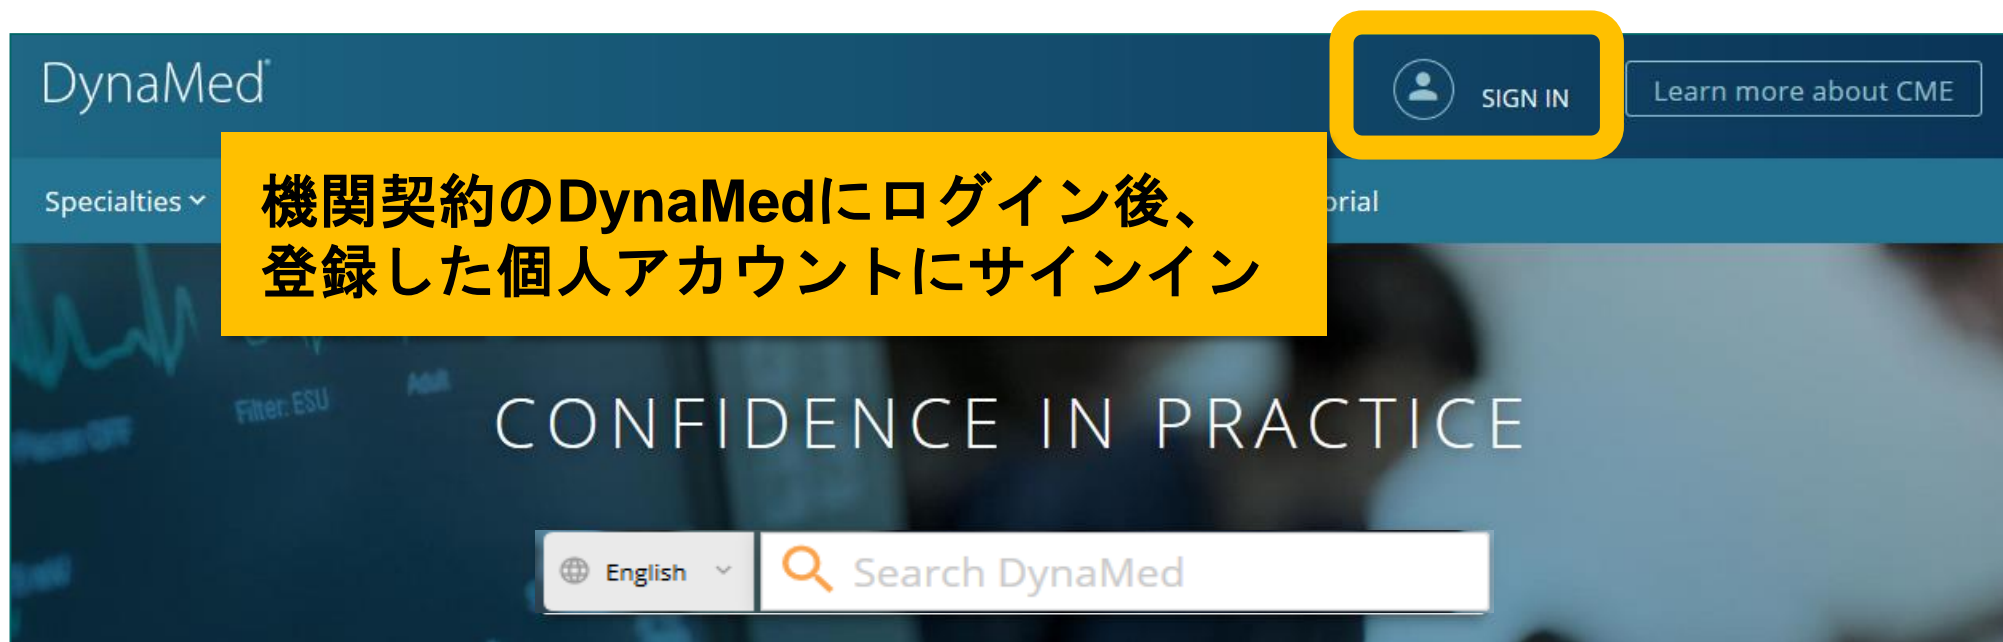 DynaMed
SIGN IN
Learn more about CME
Specialties
機関契約のDynaMedにログイン後、
登録した個人アカウントにサインイン
orial
Filter: ESU
Adult
CONFIDENCE IN PRACTICE
English
Search DynaMed